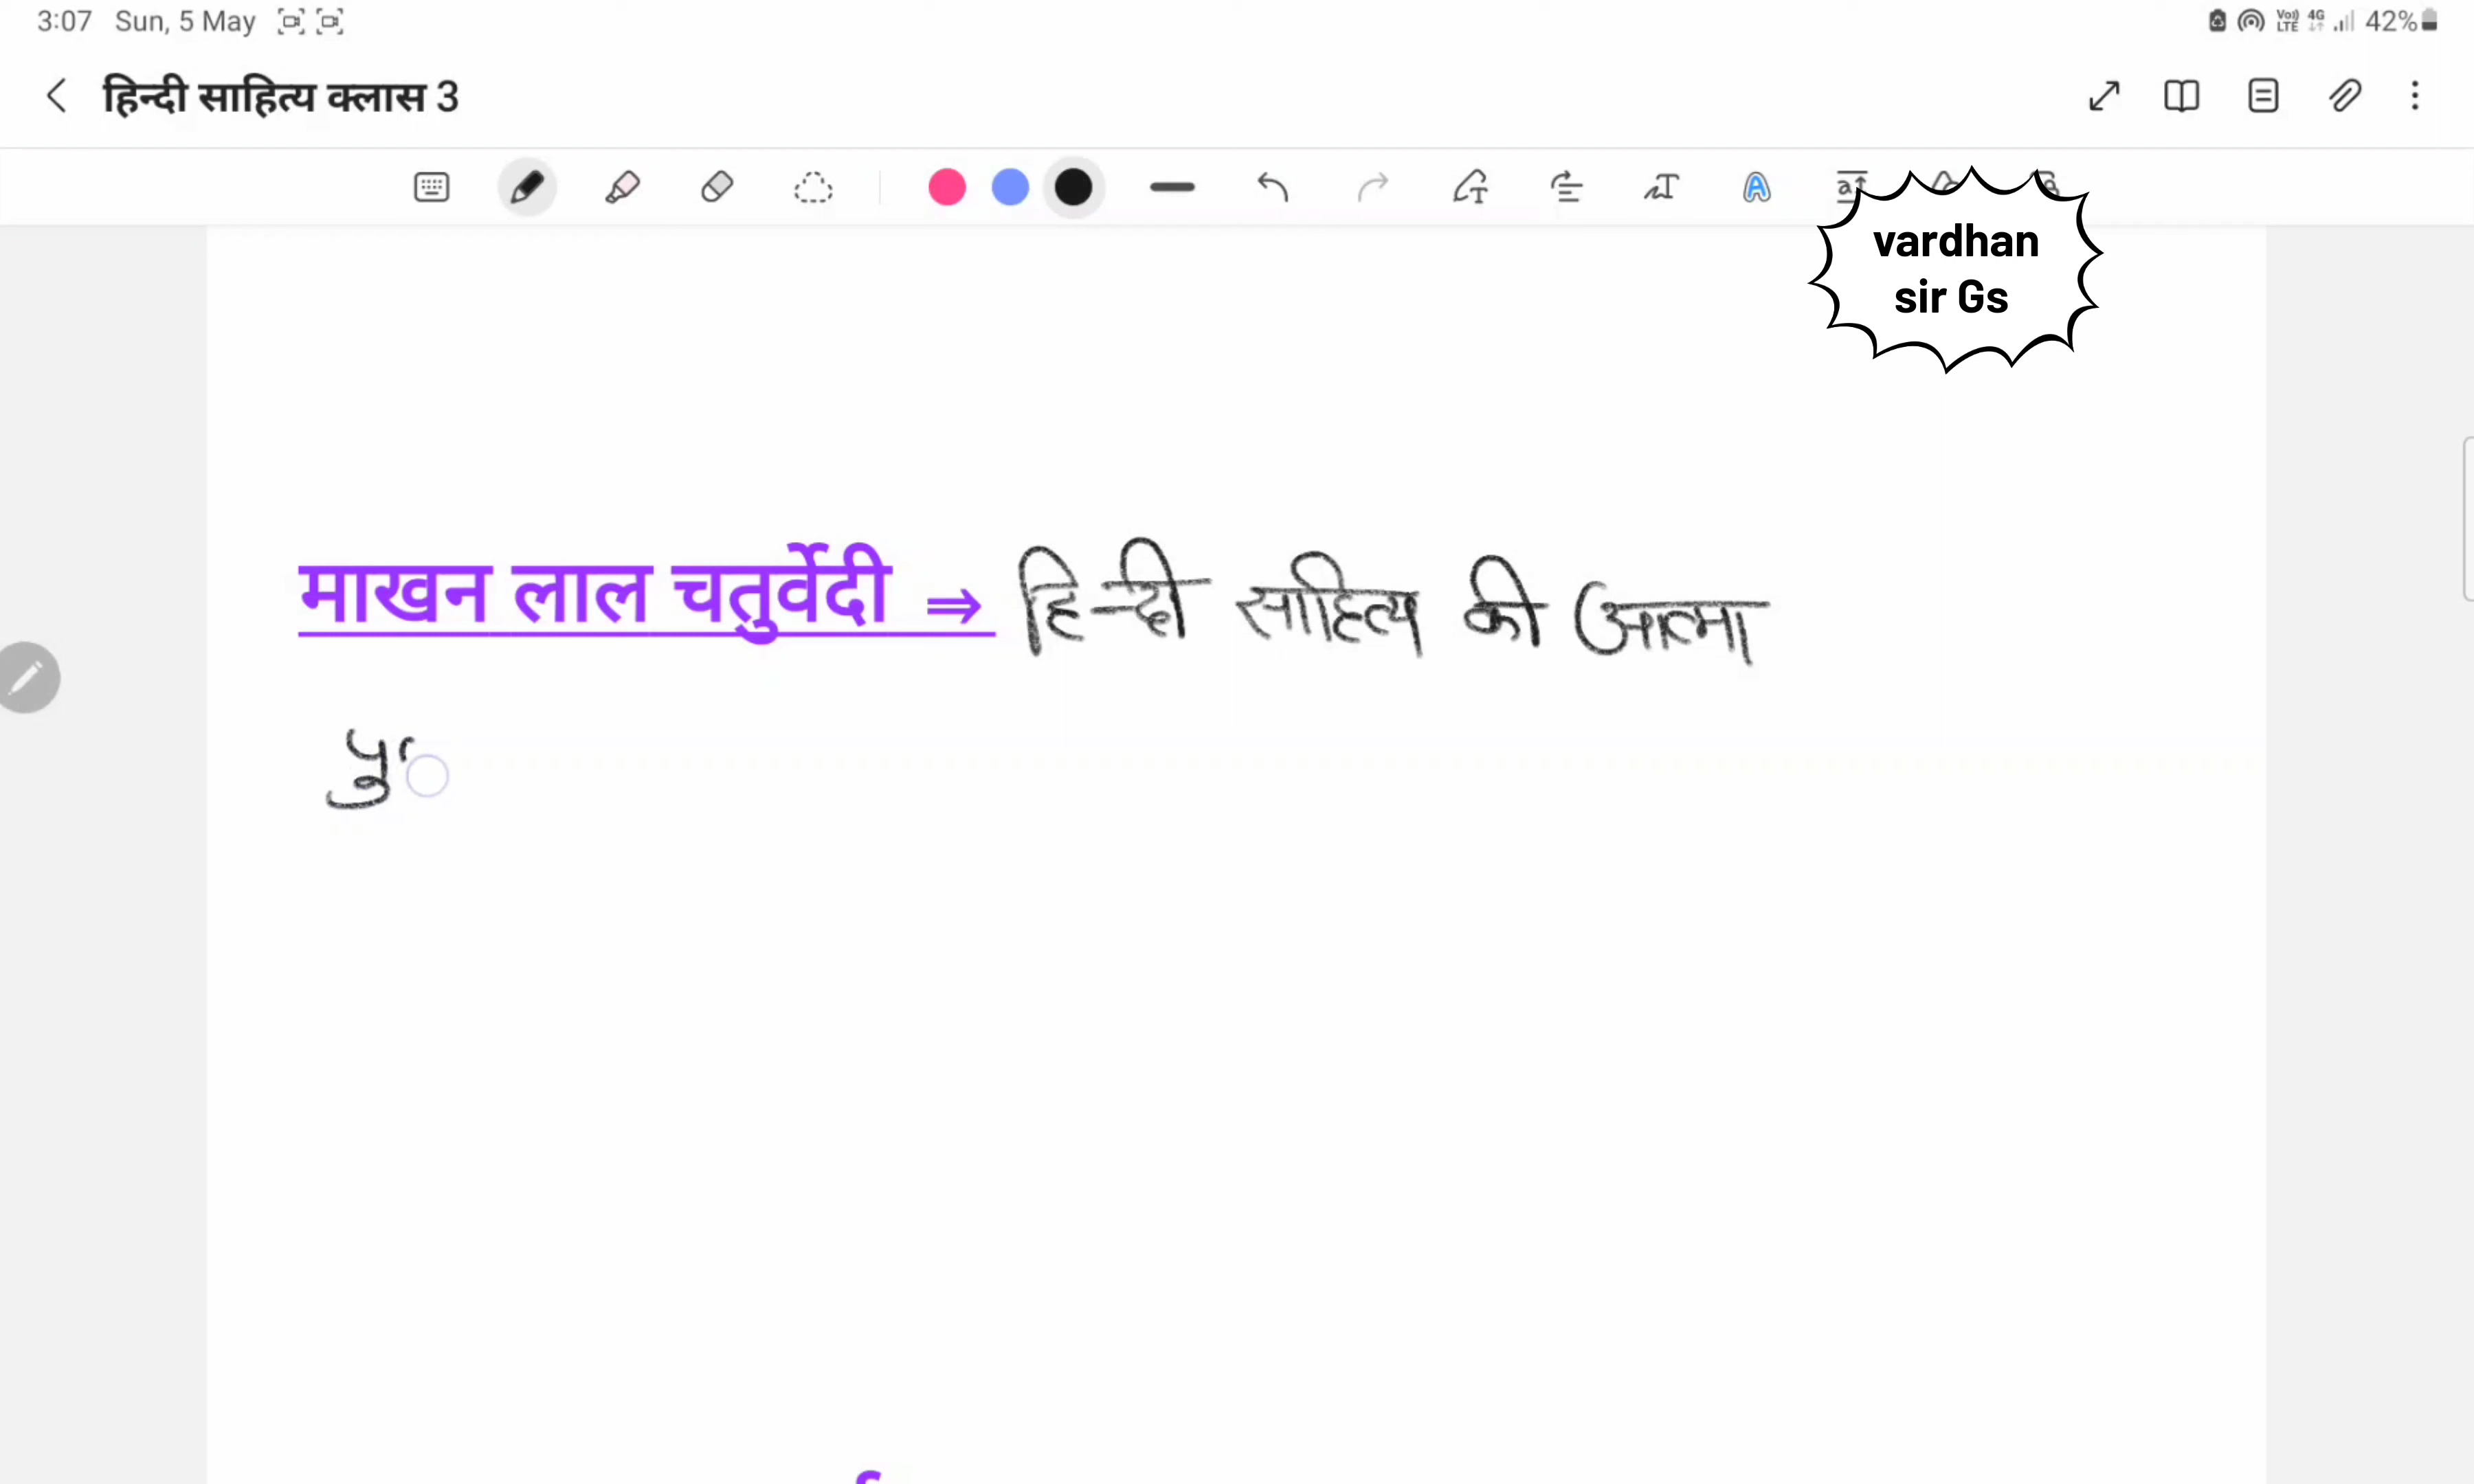 3:07 Sun, 5 May 42%
हिन्दी साहित्य क्लास 3
vardhan
sir Gs
माखन लाल चतुर्वेदी ⇒ हिन्दी साहित्य की आत्मा
पु